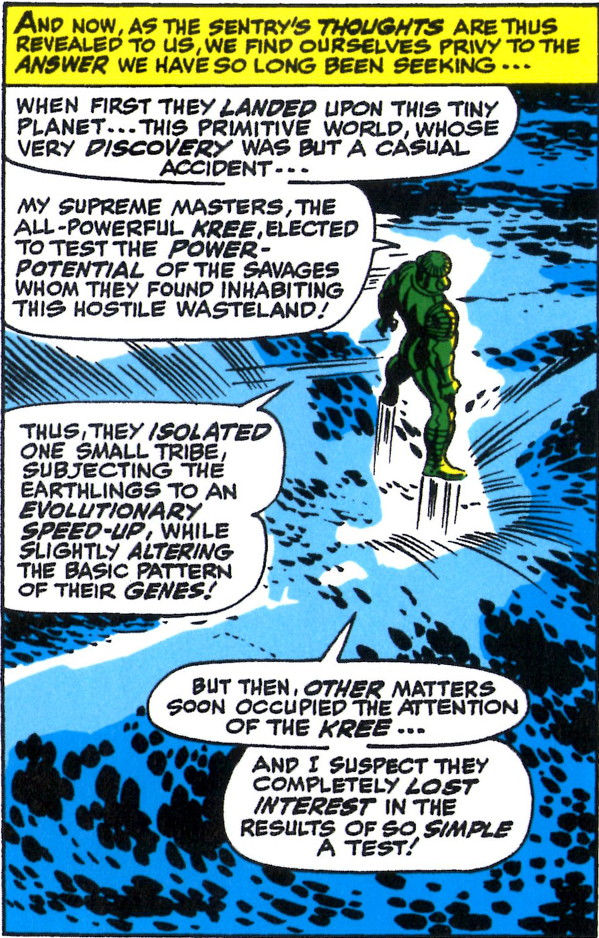 AND NOW, AS THE SENTRY'S THOUGHTS ARE THUS
REVEALED TO US, WE FIND OURSELVES PRIVY TO THE
ANSWER WE HAVE SO LONG BEEN SEEKING...
WHEN FIRST THEY LANDED UPON THIS TINY
PLANET...THIS PRIMITIVE WORLD, WHOSE
VERY DISCOVERY WAS BUT A CASUAL
ACCIDENT...
MY SUPREME MASTERS, THE
ALL-POWERFUL KREE, ELECTED
TO TEST THE POWER-
POTENTIAL OF THE SAVAGES
WHOM THEY FOUND INHABITING
THIS HOSTILE WASTELAND!
THUS, THEY ISOLATED
ONE SMALL TRIBE,
SUBJECTING THE
EARTHLINGS TO AN
EVOLUTIONARY
SPEED-UP, WHILE
SLIGHTLY ALTERING
THE BASIC PATTERN
OF THEIR GENES!
BUT THEN, OTHER MATTERS
SOON OCCUPIED THE ATTENTION
OF THE KREE...
AND I SUSPECT THEY
COMPLETELY LOST
INTEREST IN THE
RESULTS OF SO SIMPLE
A TEST!